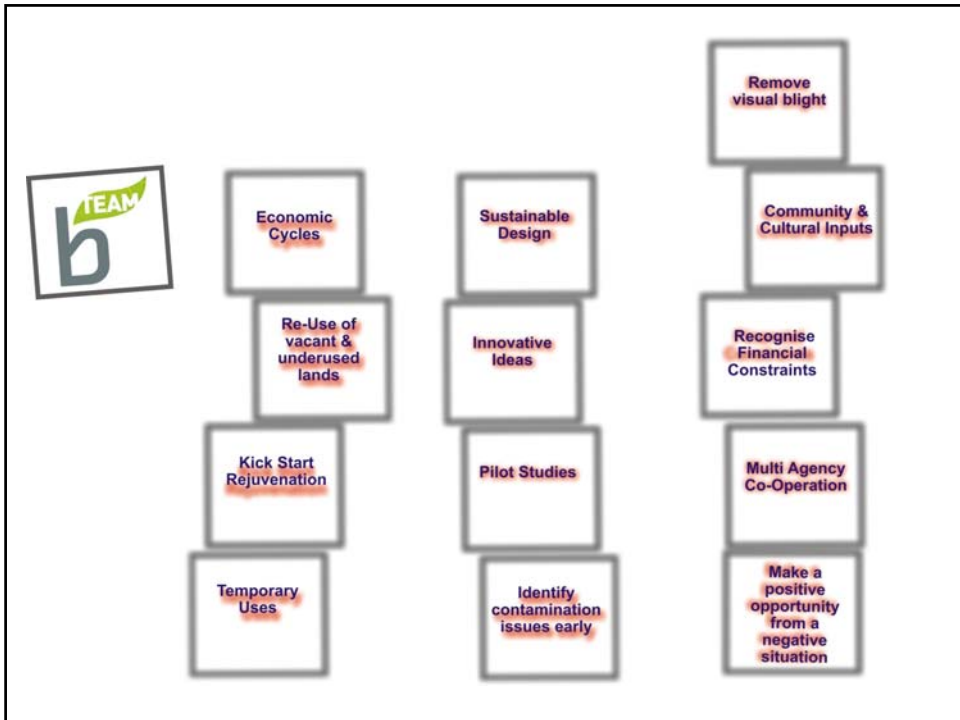 b
TEAM
Economic
Cycles
Re-Use of
vacant &
underused
lands
Kick Start
Rejuvenation
Temporary
Uses
Sustainable
Design
Innovative
Ideas
Pilot Studies
Identify
contamination
issues early
Remove
visual blight
Community &
Cultural Inputs
Recognise
Financial
Constraints
Multi Agency
Co-Operation
Make a
positive
opportunity
from a
negative
situation